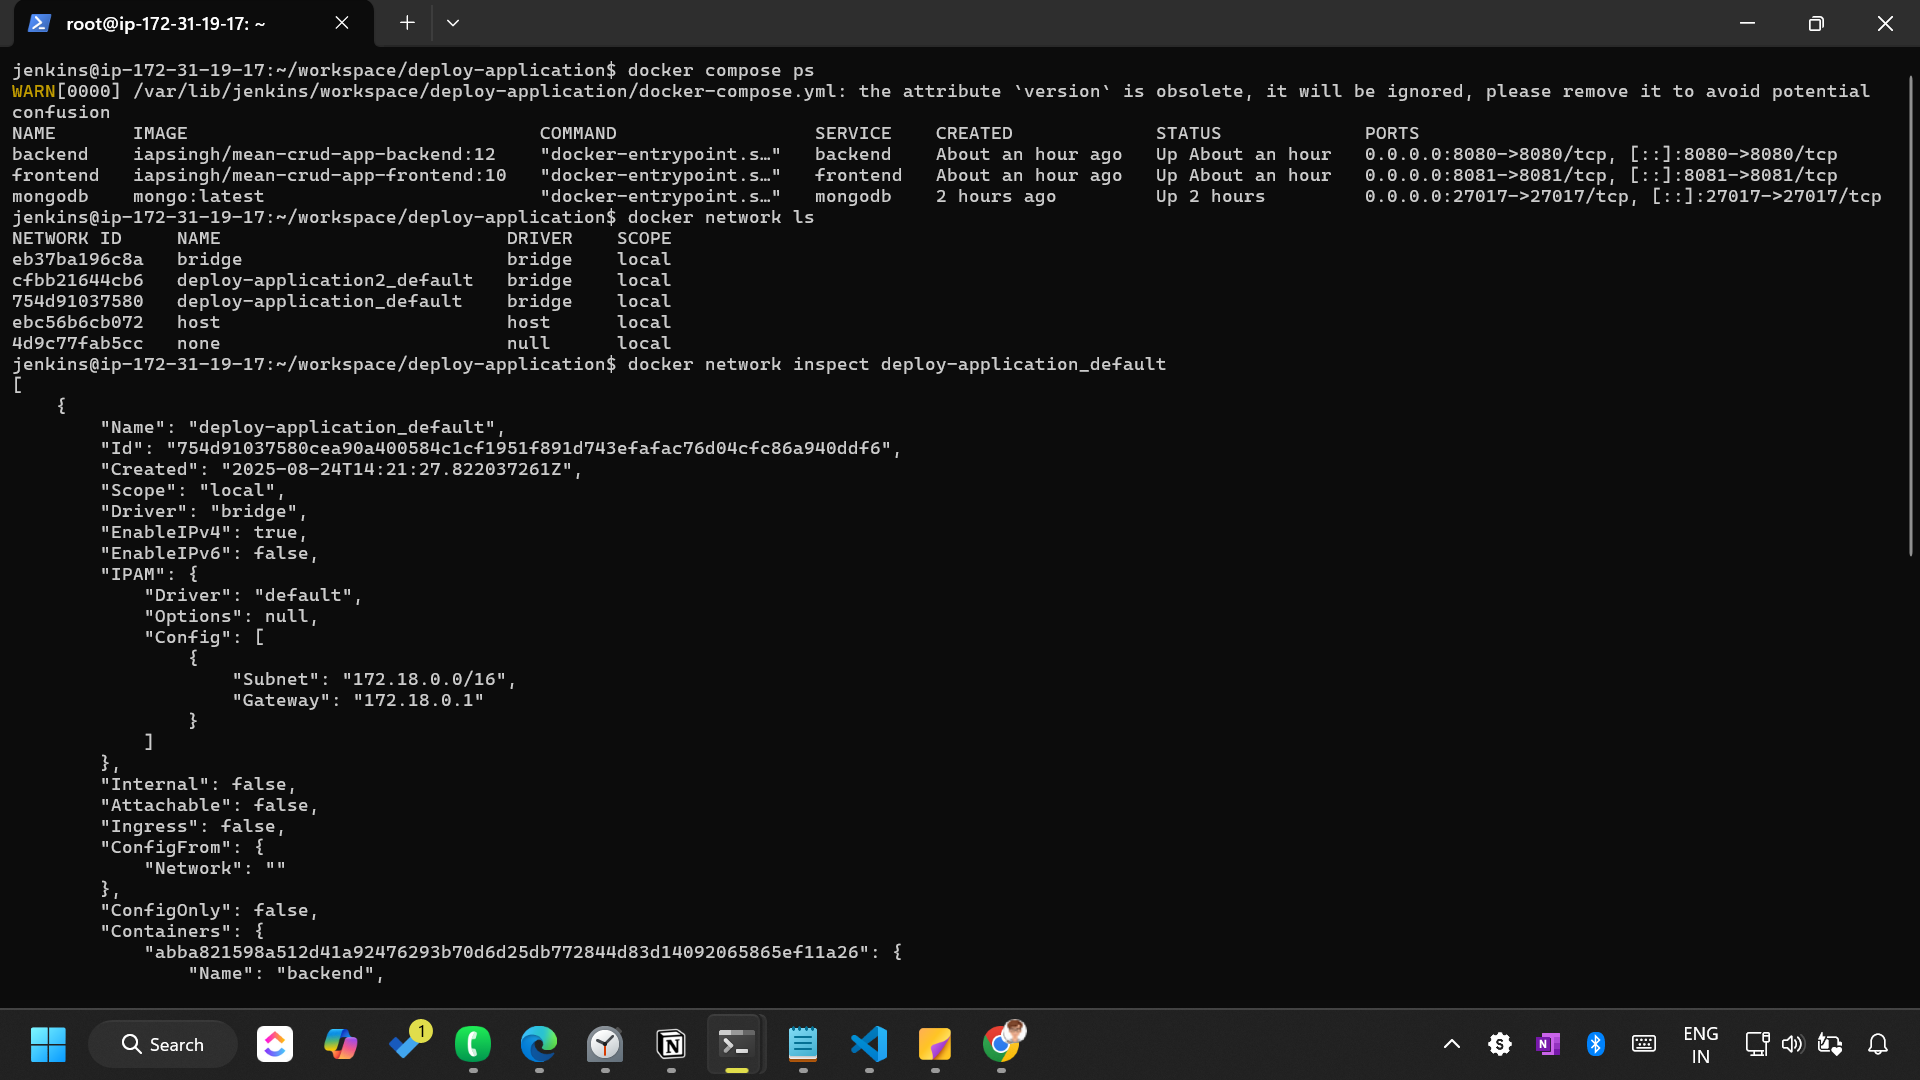 root@ip-172-31-19-17: ~
jenkins@ip-172-31-19-17:~/workspace/deploy-application$ docker compose ps
WARN[0000] /var/lib/jenkins/workspace/deploy-application/docker-compose.yml: the attribute `version` is obsolete, it will be ignored, please remove it to avoid potential
confusion
NAME       IMAGE                                COMMAND                  SERVICE    CREATED             STATUS             PORTS
backend    iapsingh/mean-crud-app-backend:12    "docker-entrypoint.s…"   backend    About an hour ago   Up About an hour   0.0.0.0:8080->8080/tcp, [::]:8080->8080/tcp
frontend   iapsingh/mean-crud-app-frontend:10   "docker-entrypoint.s…"   frontend   About an hour ago   Up About an hour   0.0.0.0:8081->8081/tcp, [::]:8081->8081/tcp
mongodb    mongo:latest                         "docker-entrypoint.s…"   mongodb    2 hours ago         Up 2 hours         0.0.0.0:27017->27017/tcp, [::]:27017->27017/tcp
jenkins@ip-172-31-19-17:~/workspace/deploy-application$ docker network ls
NETWORK ID     NAME                          DRIVER    SCOPE
eb37ba196c8a   bridge                        bridge    local
cfbb21644cb6   deploy-application2_default   bridge    local
754d91037580   deploy-application_default    bridge    local
ebc56b6cb072   host                          host      local
4d9c77fab5cc   none                          null      local
jenkins@ip-172-31-19-17:~/workspace/deploy-application$ docker network inspect deploy-application_default
[
    {
        "Name": "deploy-application_default",
        "Id": "754d91037580cea90a400584c1cf1951f891d743efafac76d04cfc86a940ddf6",
        "Created": "2025-08-24T14:21:27.822037261Z",
        "Scope": "local",
        "Driver": "bridge",
        "EnableIPv4": true,
        "EnableIPv6": false,
        "IPAM": {
            "Driver": "default",
            "Options": null,
            "Config": [
                {
                    "Subnet": "172.18.0.0/16",
                    "Gateway": "172.18.0.1"
                }
            ]
        },
        "Internal": false,
        "Attachable": false,
        "Ingress": false,
        "ConfigFrom": {
            "Network": ""
        },
        "ConfigOnly": false,
        "Containers": {
            "abba821598a512d41a92476293b70d6d25db772844d83d14092065865ef11a26": {
                "Name": "backend",
Search
1
ENG
IN